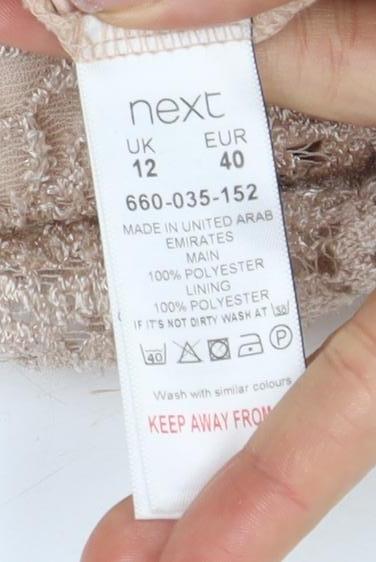 next
UK EUR
12 40
660-035-152
MADE IN UNITED ARAB
EMIRATES
MAIN
100% POLYESTER
LINING
100% POLYESTER
IF IT'S NOT DIRTY WASH AT 30
40 P
Wash with similar colours
KEEP AWAY FROM